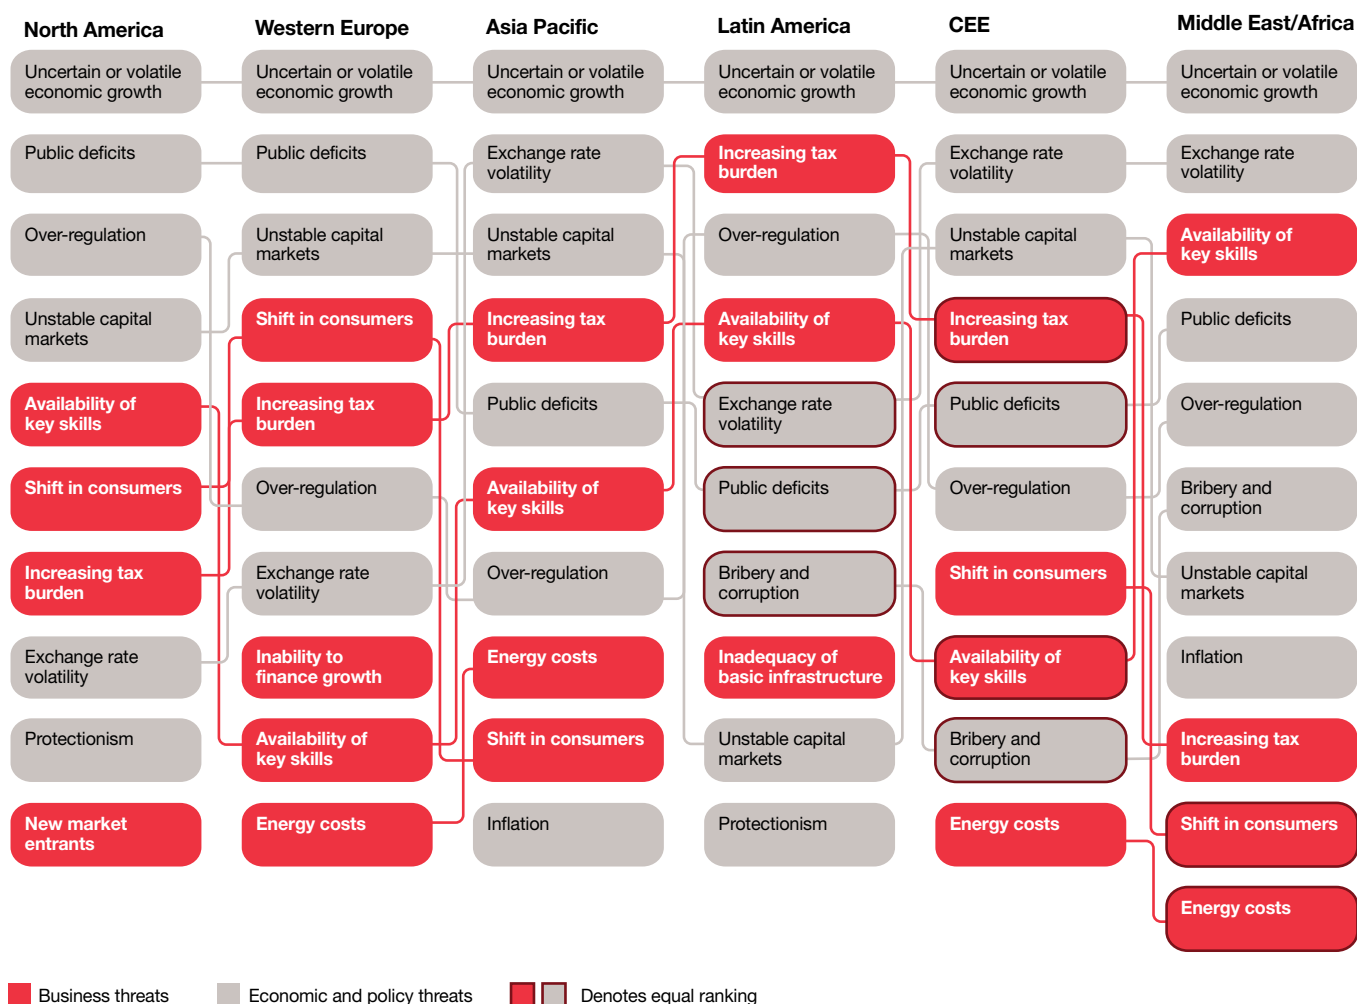 North America
Uncertain or volatile
economic growth
Public deficits
Over-regulation
Unstable capital
markets
Availability of
key skills
Shift in consumers
Increasing tax
burden
Exchange rate
volatility
Protectionism
New market
entrants
Western Europe
Uncertain or volatile
economic growth
Public deficits
Unstable capital
markets
Shift in consumers
Increasing tax
burden
Over-regulation
Exchange rate
volatility
Inability to
finance growth
Availability of
key skills
Energy costs
Asia Pacific
Uncertain or volatile
economic growth
Exchange rate
volatility
Unstable capital
markets
Increasing tax
burden
Public deficits
Availability of
key skills
Over-regulation
Energy costs
Shift in consumers
Inflation
Latin America
Uncertain or volatile
economic growth
Increasing tax
burden
Over-regulation
Availability of
key skills
Exchange rate
volatility
Public deficits
Bribery and
corruption
Inadequacy of
basic infrastructure
Unstable capital
markets
Protectionism
CEE
Uncertain or volatile
economic growth
Exchange rate
volatility
Unstable capital
markets
Increasing tax
burden
Public deficits
Over-regulation
Shift in consumers
Availability of
key skills
Bribery and
corruption
Energy costs
Middle East/Africa
Uncertain or volatile
economic growth
Exchange rate
volatility
Availability of
key skills
Public deficits
Over-regulation
Bribery and
corruption
Unstable capital
markets
Inflation
Increasing tax
burden
Shift in consumers
Energy costs
Business threats
Economic and policy threats
Denotes equal ranking